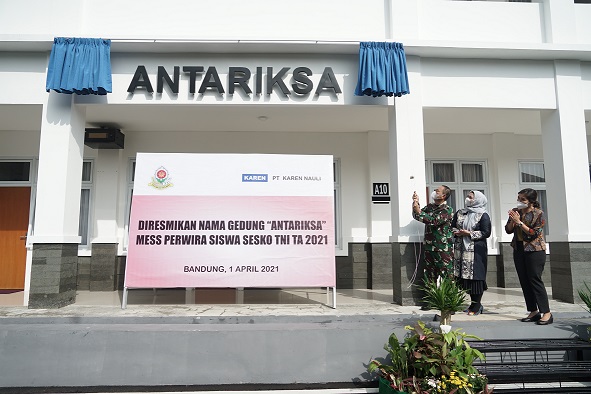 ANTARIKSA
KAREN PT KAREN NAULI
DIRESMIKAN NAMA GEDUNG "ANTARIKSA"
MESS PERWIRA SISWA SESKO TNI TA 2021
BANDUNG, 1 APRIL 2021
A10